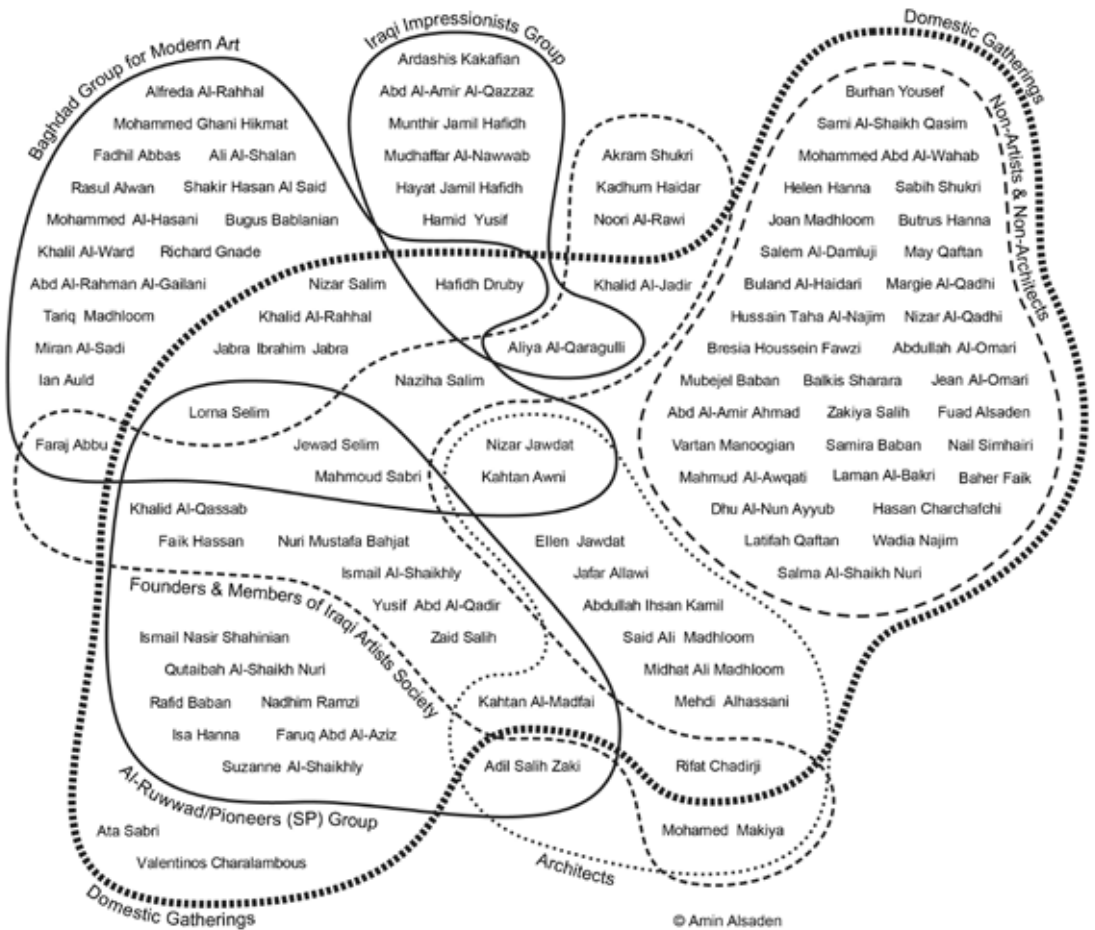 Domestic Gatherings
Iraqi Impressionists Group
Baghdad Group for Modern Art
Non-Artists & Non-Architects
Ardashis Kakafian
Alfreda Al-Rahhal
Abd Al-Amir Al-Qazzaz
Burhan Yousef
Mohammed Ghani Hikmat
Munthir Jamil Hafidh
Sami Al-Shaikh Qasim
Fadhil Abbas
Ali Al-Shalan
Mudhaffar Al-Nawwab
Akram Shukri
Mohammed Abd Al-Wahab
Rasul Alwan
Shakir Hasan Al Said
Hayat Jamil Hafidh
Kadhum Haidar
Helen Hanna
Sabih Shukri
Mohammed Al-Hasani
Bugus Bablanian
Hamid Yusif
Noori Al-Rawi
Joan Madhloom
Butrus Hanna
Khalil Al-Ward
Richard Gnade
Salem Al-Damluji
May Qaftan
Abd Al-Rahman Al-Gailani
Nizar Salim
Hafidh Druby
Khalid Al-Jadir
Buland Al-Haidari
Margie Al-Qadhi
Tariq Madhloom
Khalid Al-Rahhal
Hussain Taha Al-Najim
Nizar Al-Qadhi
Miran Al-Sadi
Jabra Ibrahim Jabra
Aliya Al-Qaragulli
Bresia Houssein Fawzi
Abdullah Al-Omari
Ian Auld
Naziha Salim
Mubejel Baban
Balkis Sharara
Jean Al-Omari
Lorna Selim
Abd Al-Amir Ahmad
Zakiya Salih
Fuad Alsaden
Faraj Abbu
Jewad Selim
Nizar Jawdat
Vartan Manoogian
Samira Baban
Nail Simhairi
Mahmoud Sabri
Kahtan Awni
Mahmud Al-Awqati
Laman Al-Bakri
Baher Faik
Khalid Al-Qassab
Dhu Al-Nun Ayyub
Hasan Charchafchi
Faik Hassan
Nuri Mustafa Bahjat
Ellen Jawdat
Latifah Qaftan
Wadia Najim
Ismail Al-Shaikhly
Jafar Allawi
Salma Al-Shaikh Nuri
Founders & Members of Iraqi Artists Society
Yusif Abd Al-Qadir
Abdullah Ihsan Kamil
Ismail Nasir Shahinian
Zaid Salih
Said Ali Madhloom
Qutaibah Al-Shaikh Nuri
Midhat Ali Madhloom
Rafid Baban
Nadhim Ramzi
Kahtan Al-Madfai
Mehdi Alhassani
Isa Hanna
Faruq Abd Al-Aziz
Suzanne Al-Shaikhly
Adil Salih Zaki
Rifat Chadirji
Al-Ruwwad/Pioneers (SP) Group
Ata Sabri
Mohamed Makiya
Valentinos Charalambous
Architects
Domestic Gatherings
© Amin Alsaden